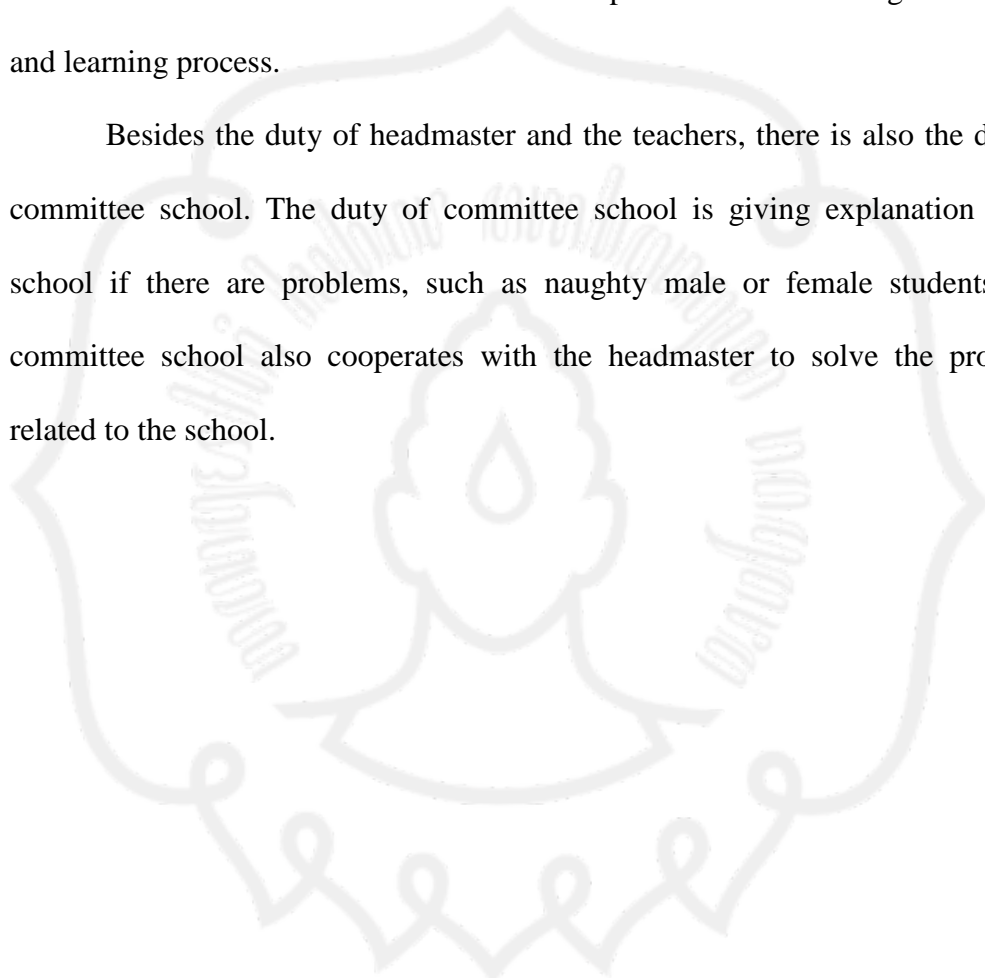 and learning process.
Besides the duty of headmaster and the teachers, there is also the
committee school. The duty of committee school is giving explanation
school if there are problems, such as naughty male or female students
committee school also cooperates with the headmaster to solve the
related to the school.